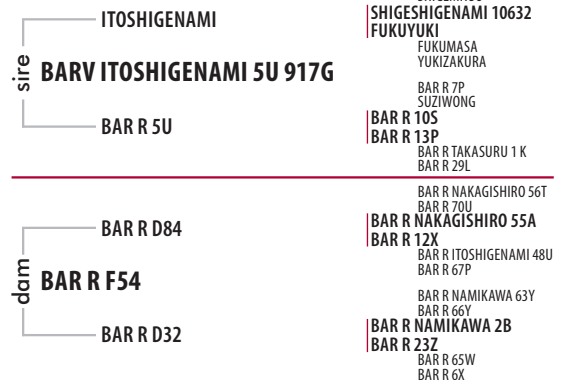 ITOSHIGENAMI
SHIGESHIGENAMI 10632
FUKUYUKI
FUKUMASA
YUKIZAKURA
sire
BARV ITOSHIGENAMI 5U 917G
BAR R 7P
SUZIWONG
BAR R 5U
BAR R 10S
BAR R 13P
BAR R TAKASURU 1 K
BAR R 29L
BAR R NAKAGISHIRO 56T
BAR R 70U
BAR R D84
BAR R NAKAGISHIRO 55A
BAR R 12X
BAR R ITOSHIGENAMI 48U
BAR R 67P
dam
BAR R F54
BAR R NAMIKAWA 63Y
BAR R 66Y
BAR R D32
BAR R NAMIKAWA 2B
BAR R 23Z
BAR R 65W
BAR R 6X